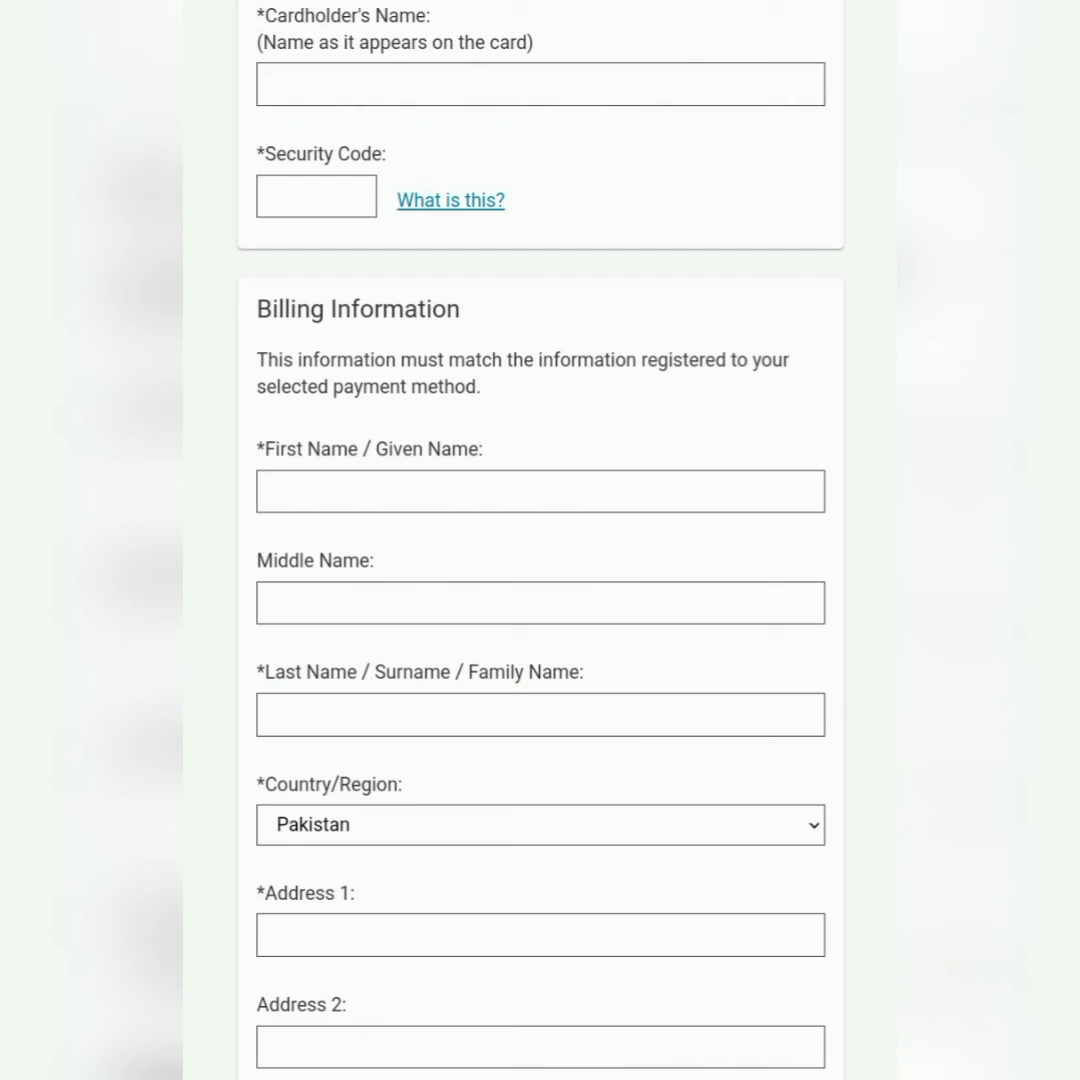 *Cardholder's Name:
(Name as it appears on the card)
*Security Code:
What is this?
Billing Information
This information must match the information registered to your
selected payment method.
*First Name / Given Name:
Middle Name:
*Last Name / Surname / Family Name:
*Country/Region:
Pakistan
*Address 1:
Address 2: